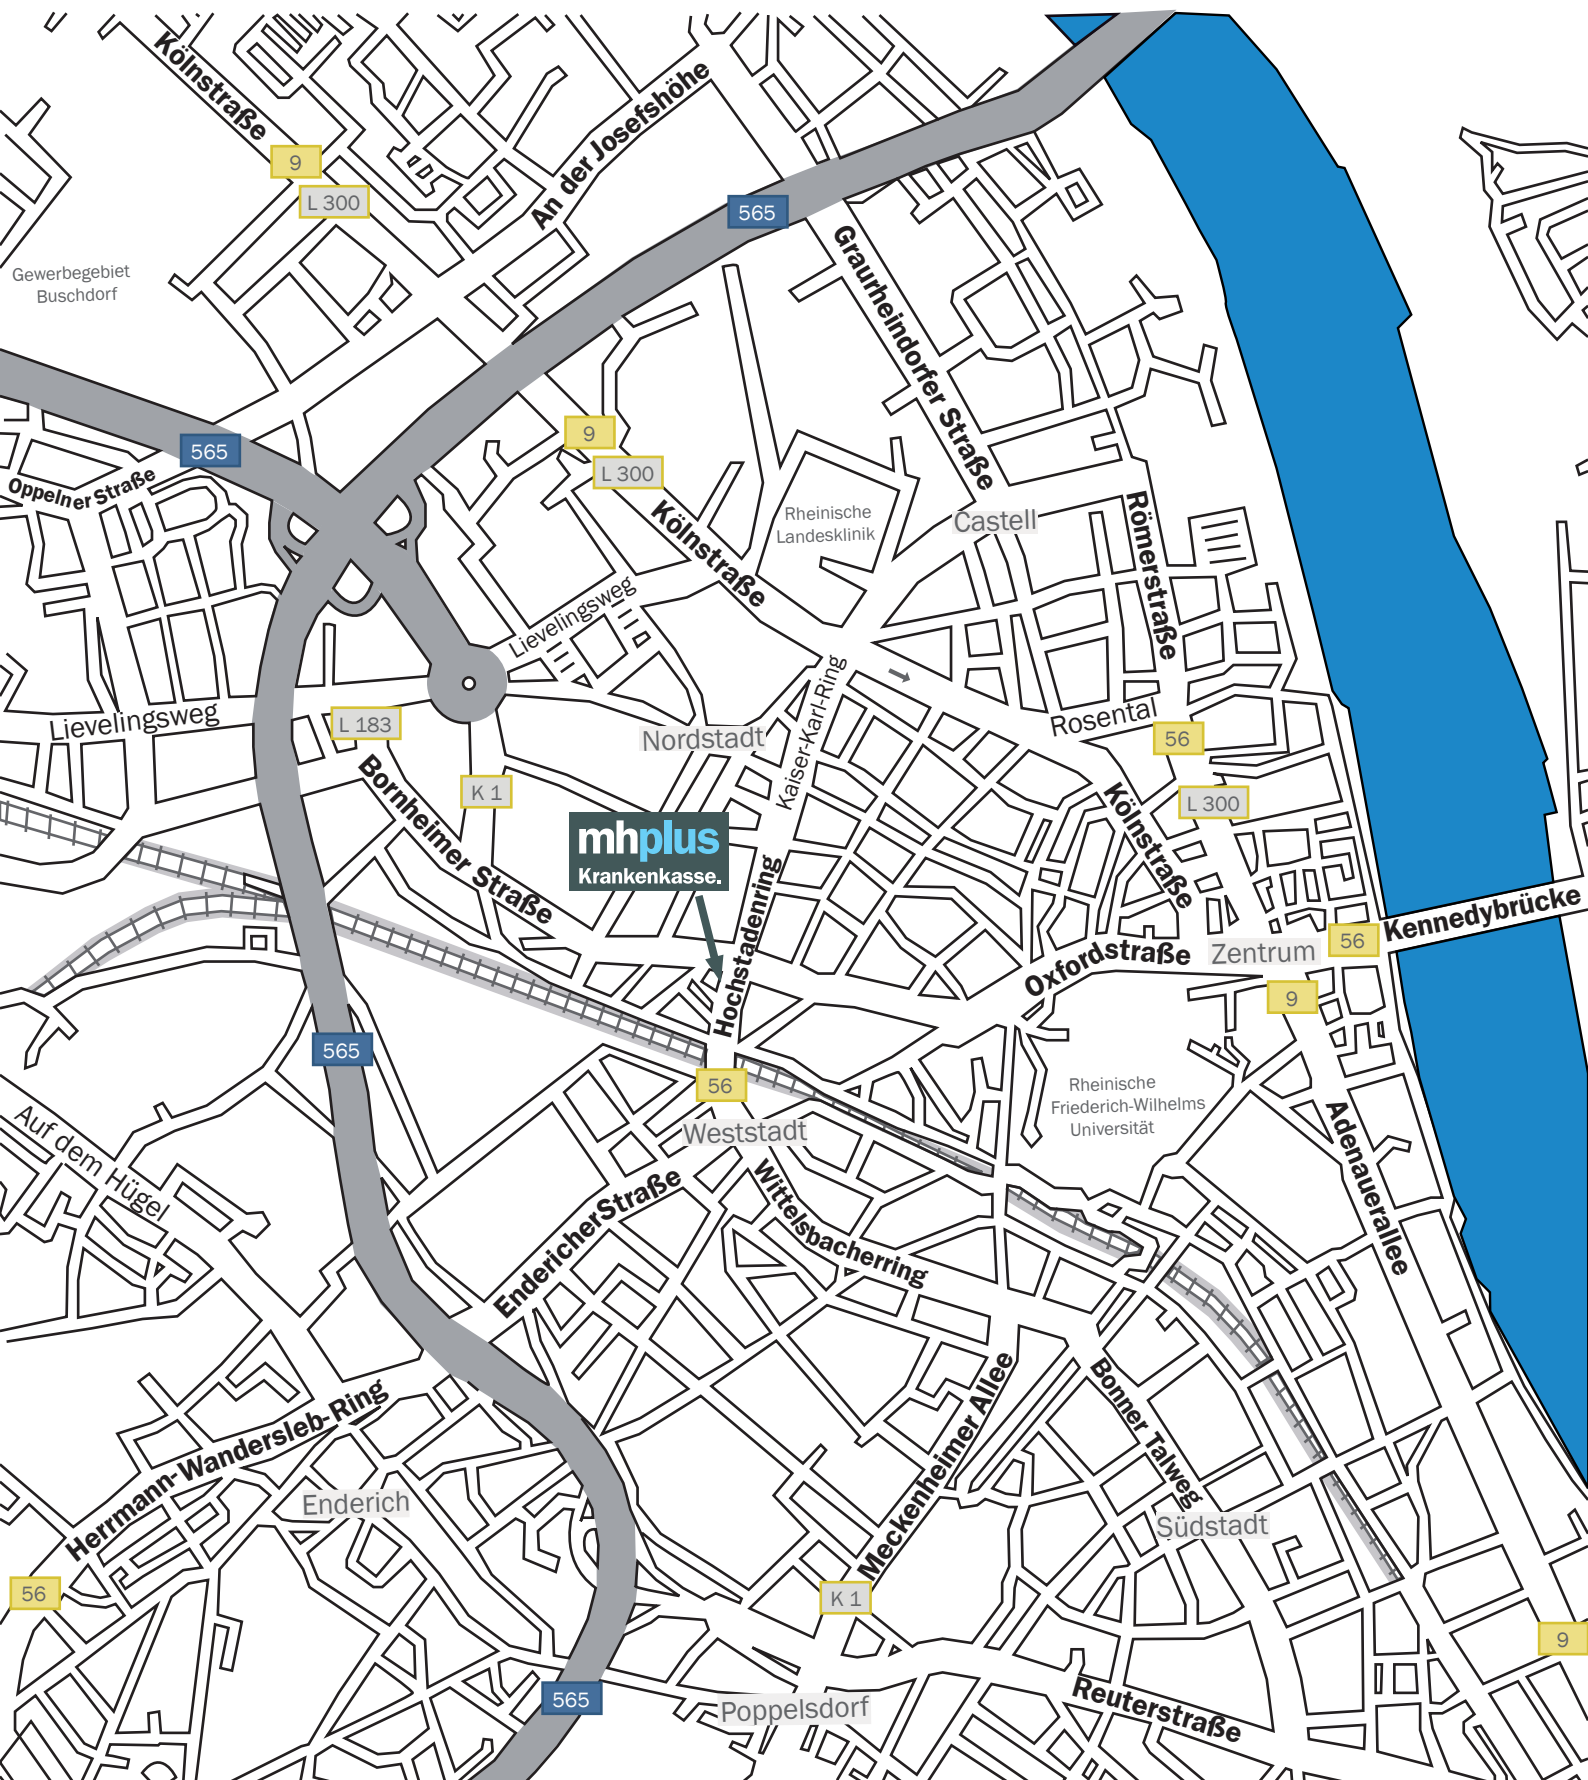 Kölnstraße
9
L 300
An der Josefshöhe
565
Gewerbegebiet
Buschdorf
Graurheindorfer Straße
565
9
L 300
Oppelner Straße
Kölnstraße
Rheinische
Landesklinik
Castell
Römerstraße
Lievelingsweg
Lievelingsweg
L 183
Nordstadt
Kaiser-Karl-Ring
Rosental
56
K 1
L 300
Bornheimer Straße
mhplus
Krankenkasse.
Kölnstraße
Hochstadenring
Kennedybrücke
56
Oxfordstraße
Zentrum
9
565
56
Rheinische
Friederich-Wilhelms
Universität
Auf dem Hügel
Weststadt
Adenauerallee
EndericherStraße
Wittelsbacherring
Herrmann-Wandersleb-Ring
Meckenheimer Allee
Bonner Talweg
Enderich
Südstadt
56
K 1
9
565
Poppelsdorf
Reuterstraße